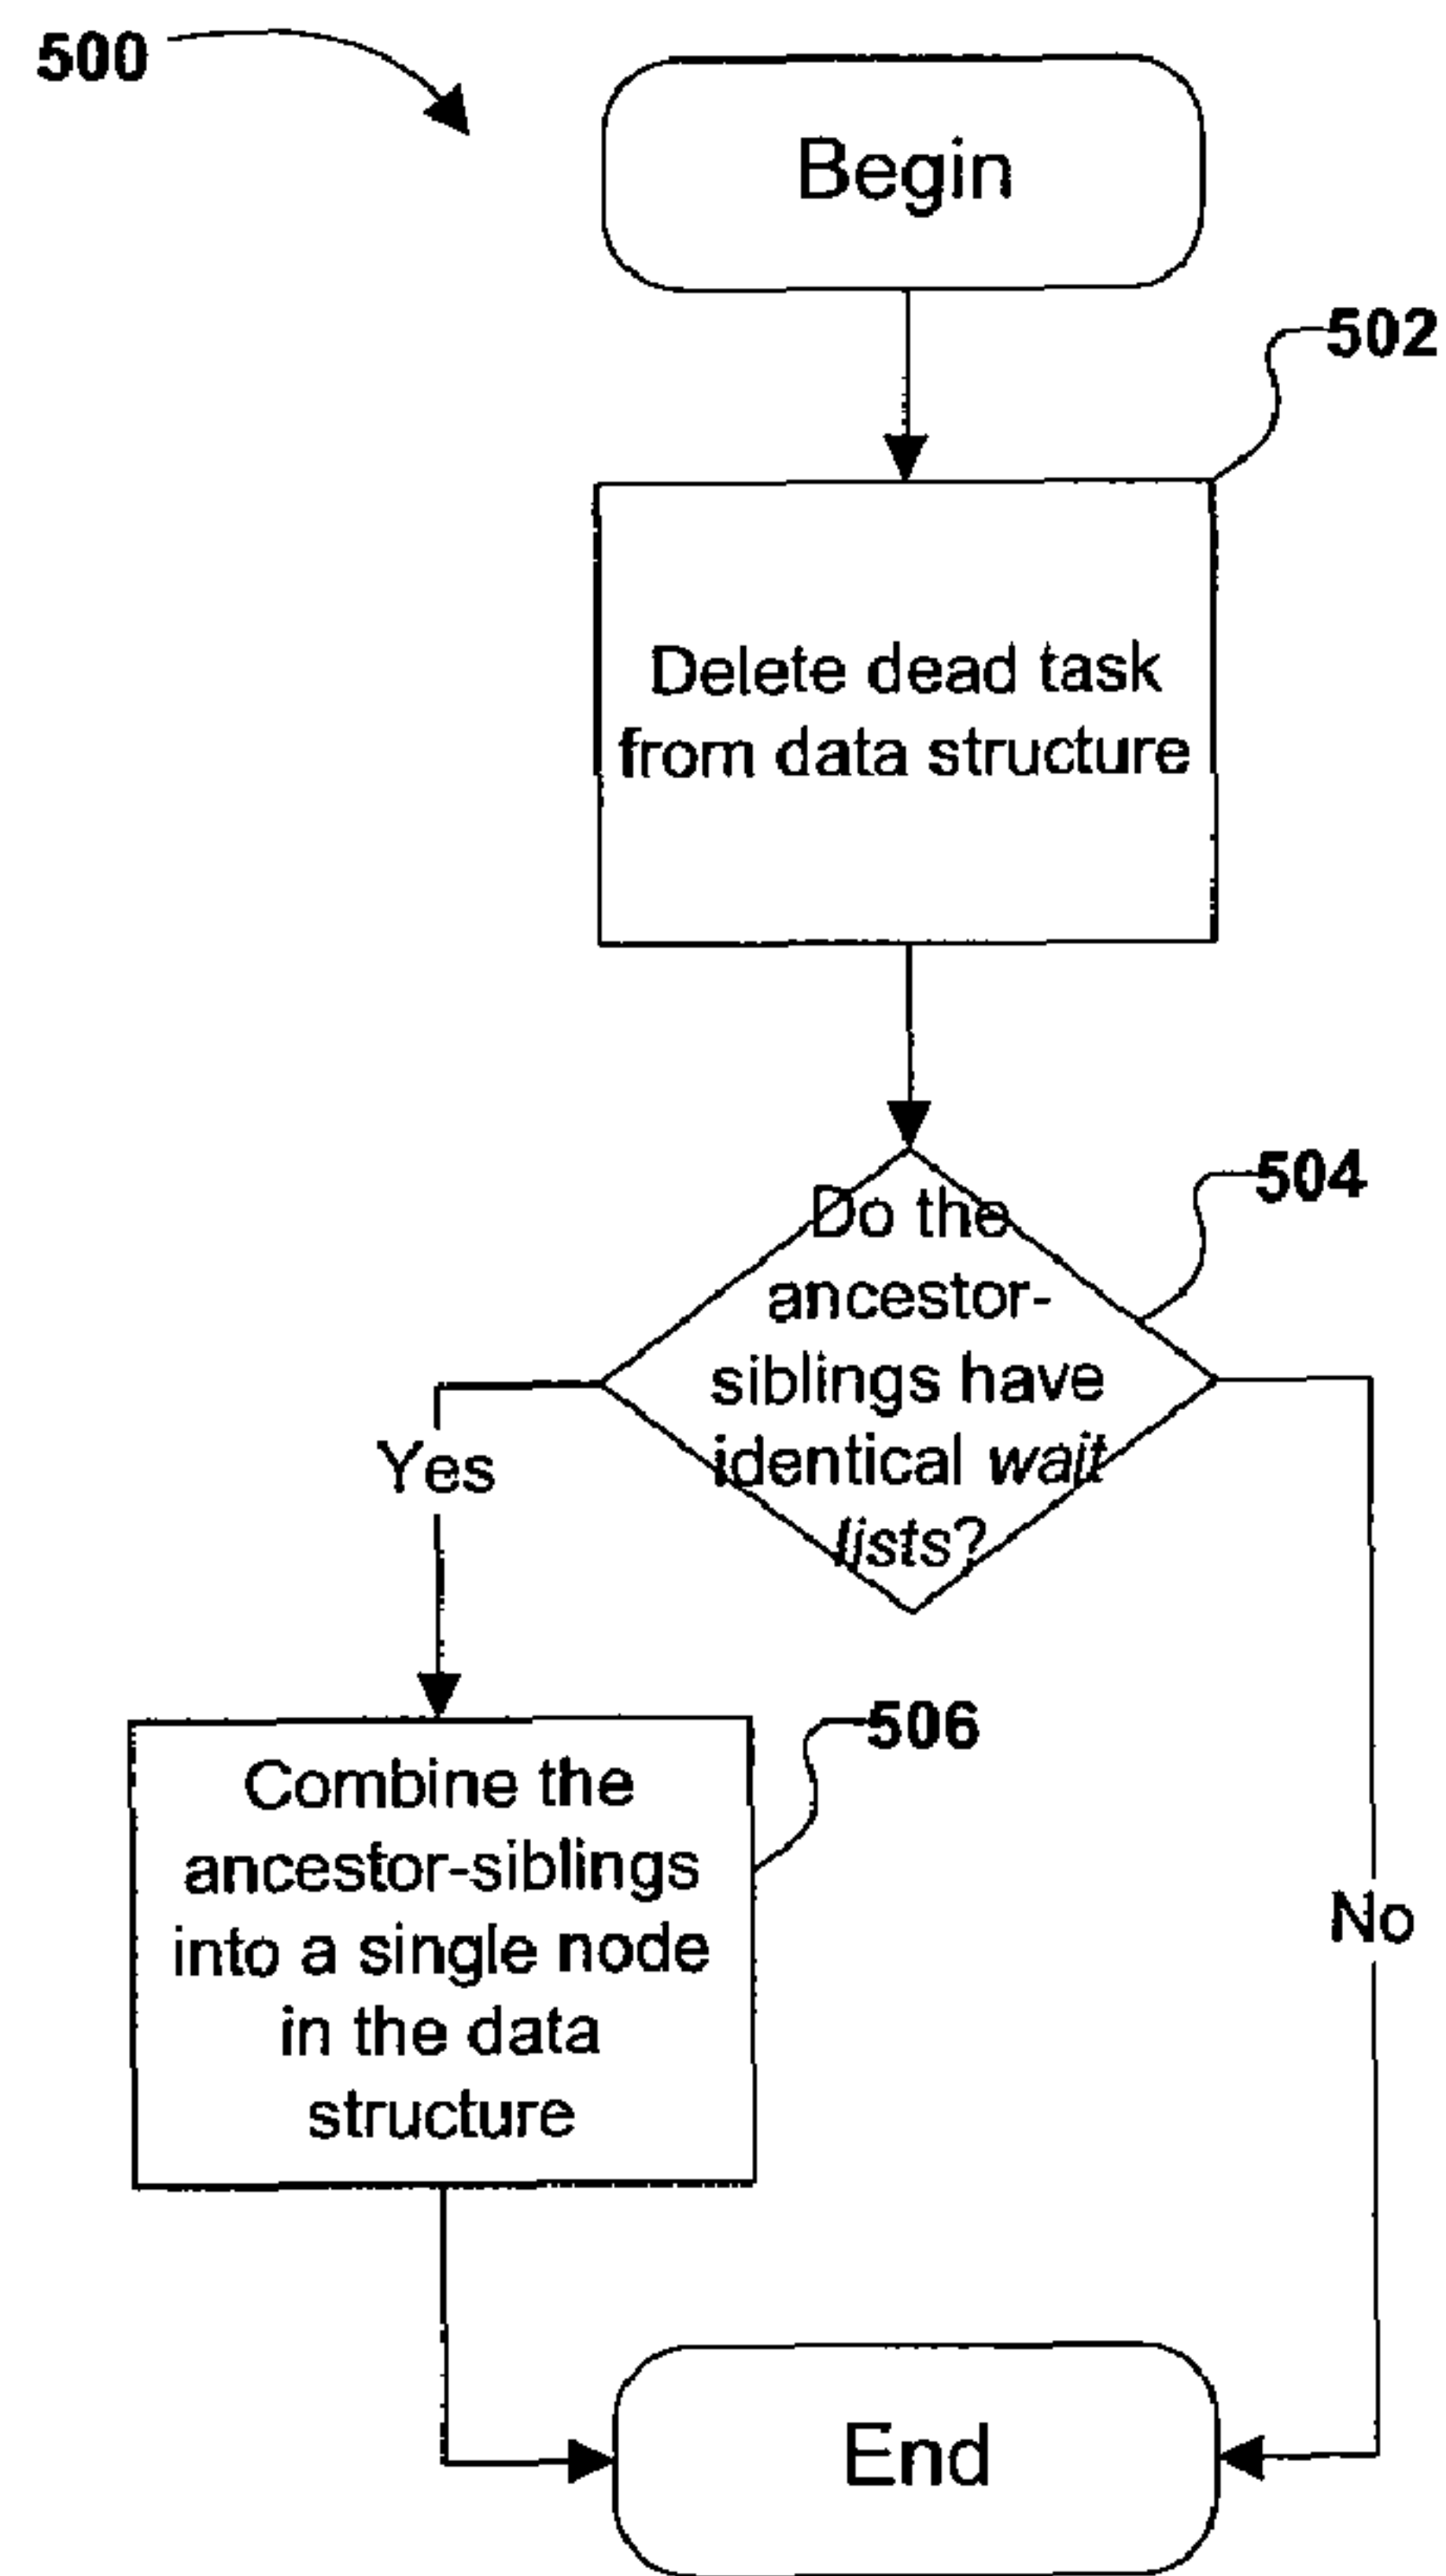 500
Begin
502
Delete dead task
from data structure
504
Do the
ancestor-
siblings have
identical wait
lists?
Yes
506
Combine the
ancestor-siblings
into a single node
in the data
structure
No
End